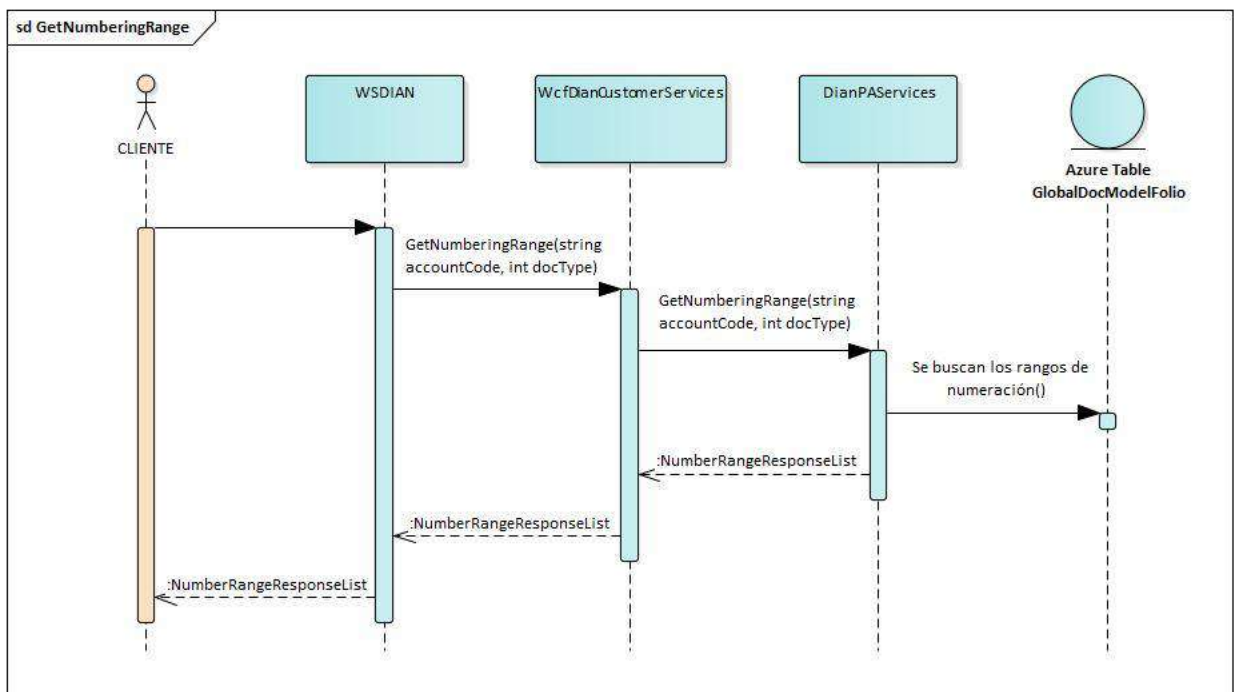 sd GetNumberingRange
CLIENTE
WSDIAN
WcfDianCustomerServices
DianPAServices
Azure Table
GlobalDocModelFolio
GetNumberingRange(string
accountCode, int docType)
GetNumberingRange(string
accountCode, int docType)
Se buscan los rangos de
numeración()
:NumberRangeResponseList
:NumberRangeResponseList
:NumberRangeResponseList